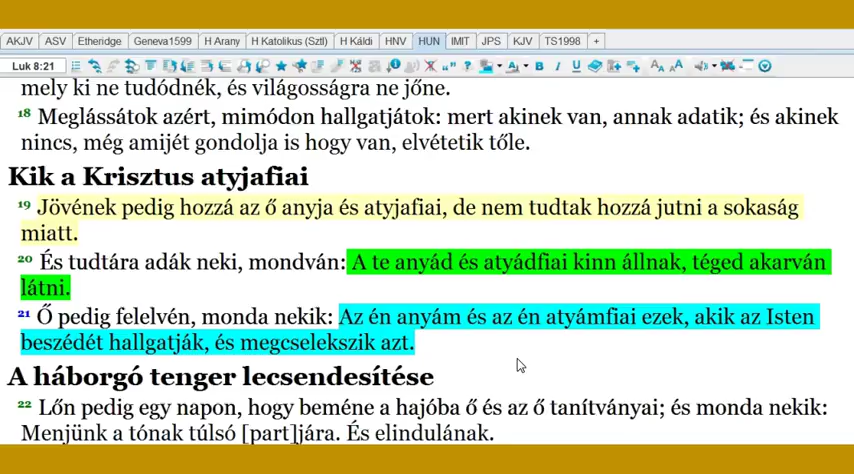 AKJV ASV Etheridge Geneva1599 H Arany H Katolikus (Sztl) H Káldi HNV HUN IMIT JPS KJV TS1998 +
Luk 8:21
mely ki ne tudódnék, és világosságra ne jőne.
18 Meglássátok azért, mimódon hallgatjátok: mert akinek van, annak adatik; és akinek
nincs, még amijét gondolja is hogy van, elvétetik tőle.
Kik a Krisztus atyjafiai
19 Jövének pedig hozzá az ő anyja és atyjafiai, de nem tudtak hozzá jutni a sokaság
miatt.
20 És tudtára adák neki, mondván: A te anyád és atyádfiai kinn állnak, téged akarván
látni.
21 Ő pedig felelvén, monda nekik: Az én anyám és az én atyámfiai ezek, akik az Isten
beszédét hallgatják, és megcselekszik azt.
A háborgó tenger lecsendesítése
22 Lőn pedig egy napon, hogy beméne a hajóba ő és az ő tanítványai; és monda nekik:
Menjünk a tónak túlsó [part]jára. És elindulának.